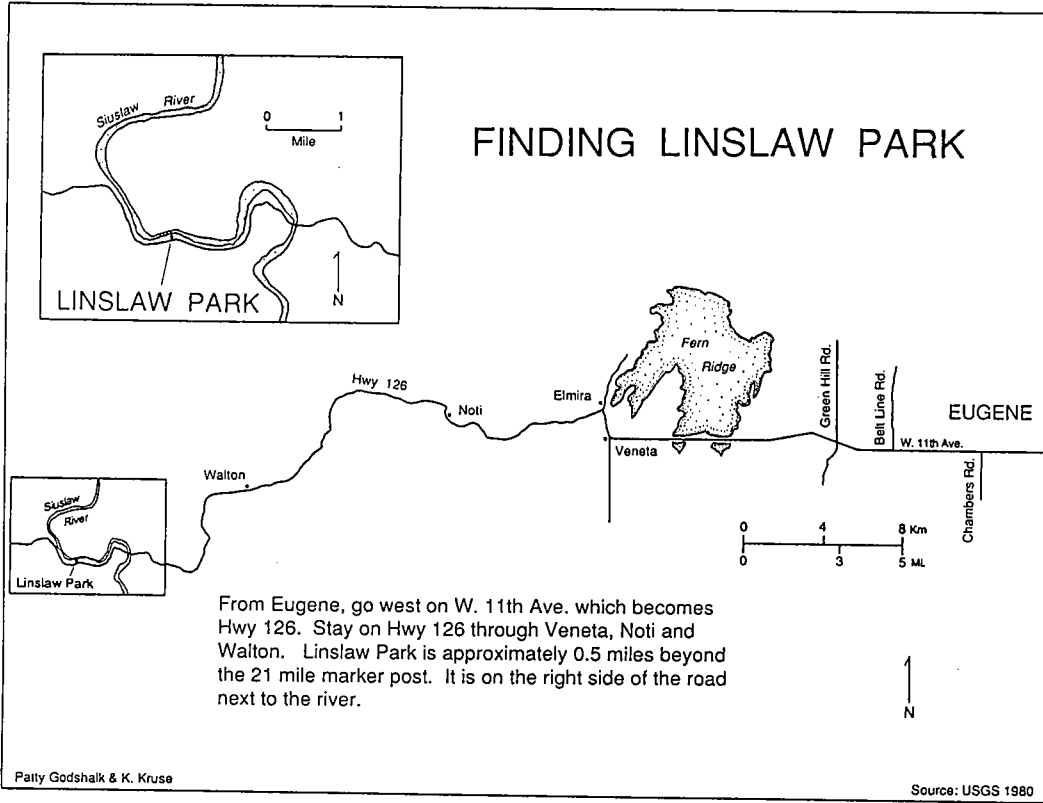 FINDING LINSLAW PARK
Siuslaw River
0 1
Mile
LINSLAW PARK
N
Fern
Ridge
Hwy 126
Elmira
Noti
Veneta
Walton
Green Hill Rd.
Belt Line Rd.
EUGENE
W. 11th Ave.
Chambers Rd.
Siuslaw
River
Linslaw Park
0 4 8 Km
0 3 5 ML
From Eugene, go west on W. 11th Ave. which becomes
Hwy 126. Stay on Hwy 126 through Veneta, Noti and
Walton. Linslaw Park is approximately 0.5 miles beyond
the 21 mile marker post. It is on the right side of the road
next to the river.
N
Patty Godshalk & K. Kruse
Source: USGS 1980